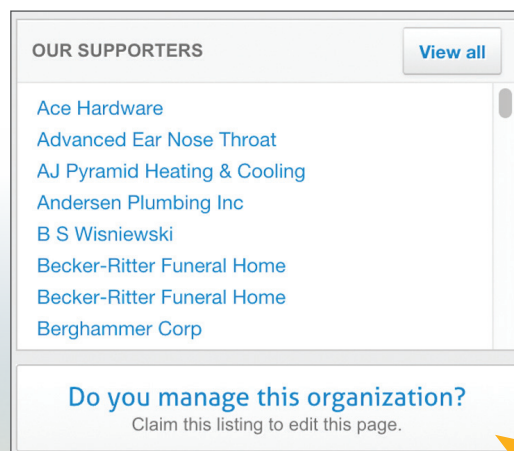 OUR SUPPORTERS
View all
Ace Hardware
Advanced Ear Nose Throat
AJ Pyramid Heating & Cooling
Andersen Plumbing Inc
B S Wisniewski
Becker-Ritter Funeral Home
Becker-Ritter Funeral Home
Berghammer Corp
Do you manage this organization?
Claim this listing to edit this page.